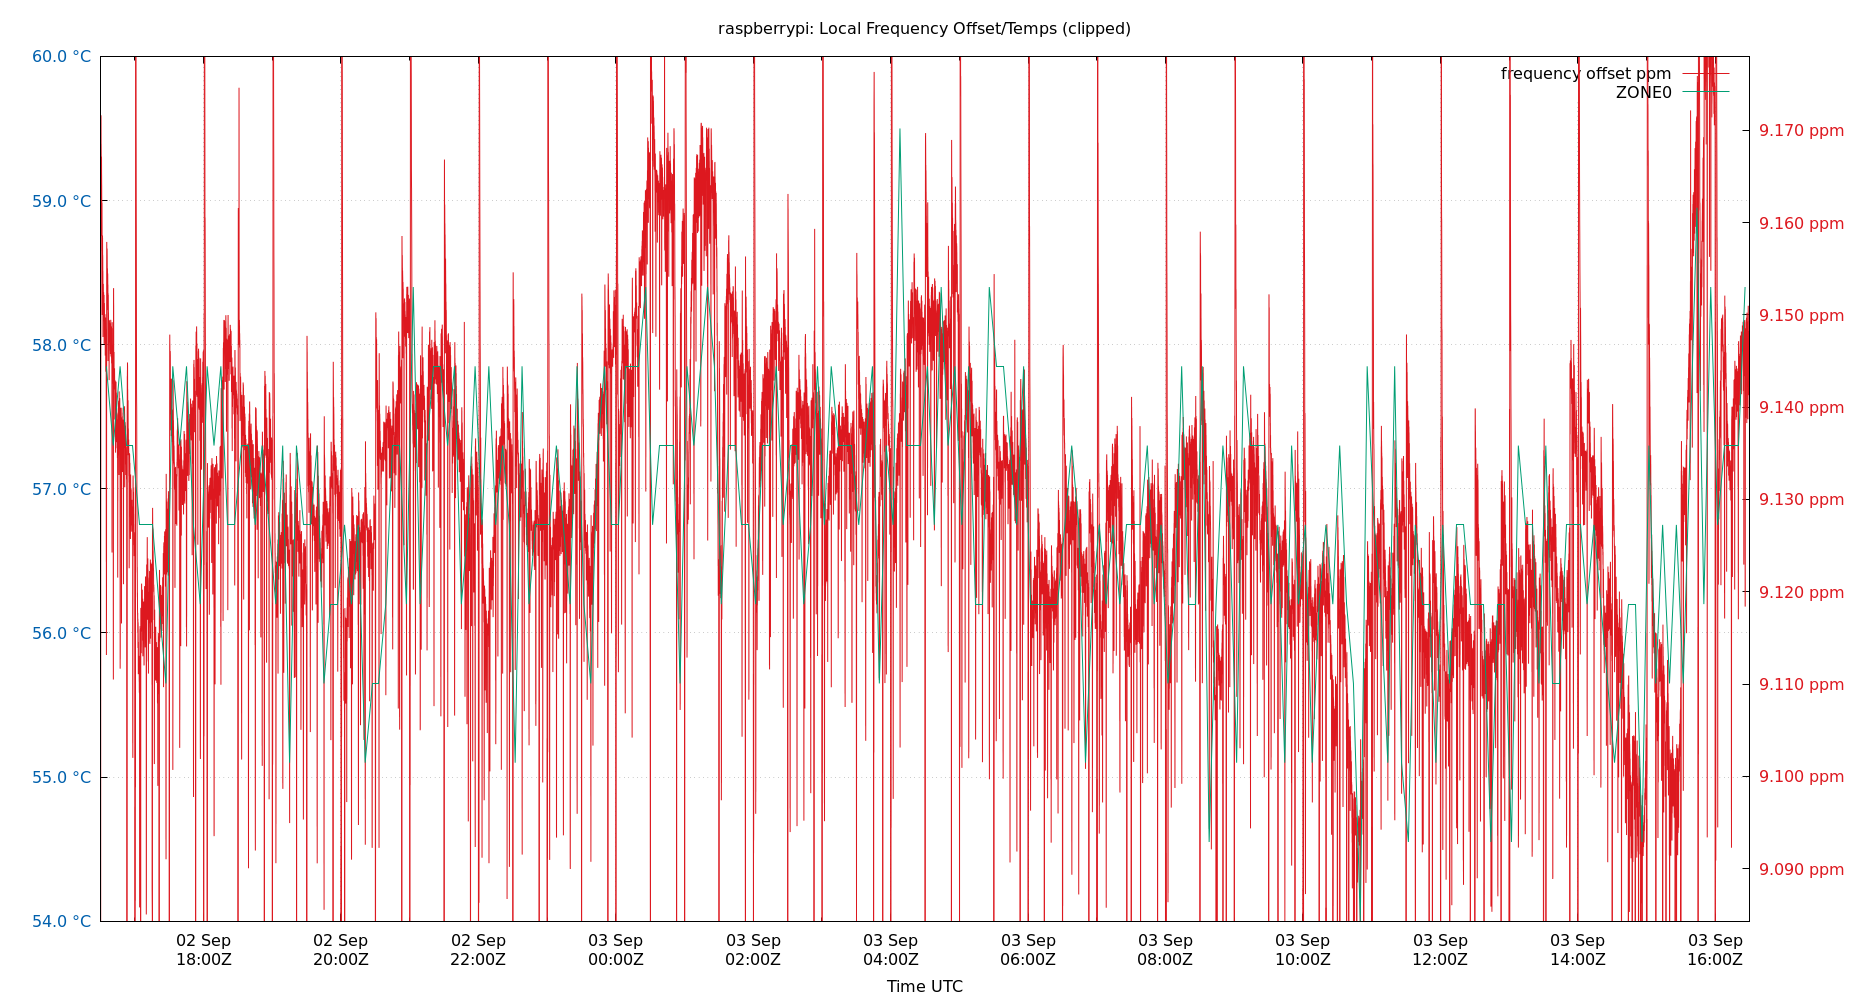 raspberrypi: Local Frequency Offset/Temps (clipped)
frequency offset ppm
ZONE0
60.0 °C
59.0 °C
58.0 °C
57.0 °C
56.0 °C
55.0 °C
54.0 °C
9.170 ppm
9.160 ppm
9.150 ppm
9.140 ppm
9.130 ppm
9.120 ppm
9.110 ppm
9.100 ppm
9.090 ppm
02 Sep 02 Sep 02 Sep 03 Sep 03 Sep 03 Sep 03 Sep 03 Sep 03 Sep 03 Sep 03 Sep 03 Sep
18:00Z 20:00Z 22:00Z 00:00Z 02:00Z 04:00Z 06:00Z 08:00Z 10:00Z 12:00Z 14:00Z 16:00Z
Time UTC